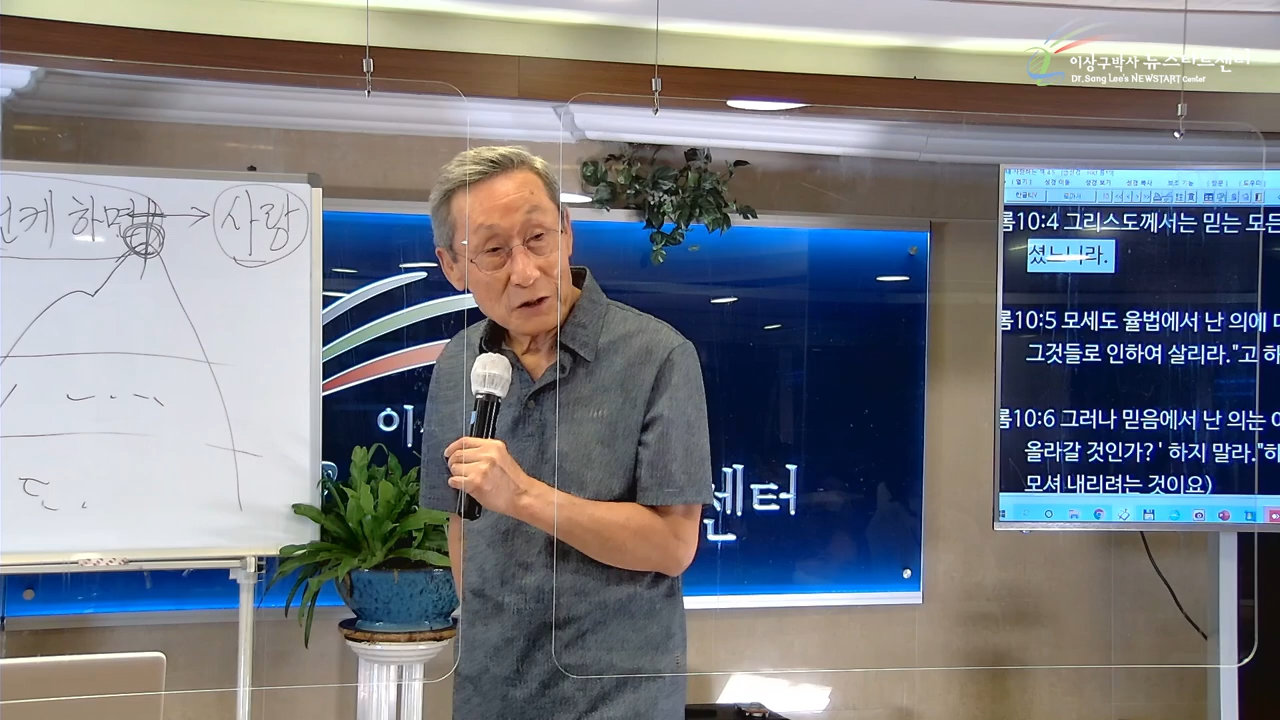 이상구박사 뉴스타트센터
Dr. Sang Lee's NEWSTART Center
하면
사랑
이
센터
롬10:4 그리스도께서는 믿는 모든
셨느니라.
롬10:5 모세도 율법에서 난 의에
그것들로 인하여 살리라."고 하
롬10:6 그러나 믿음에서 난 의는
올라갈 것인가?' 하지 말라."하
모셔 내리려는 것이요)